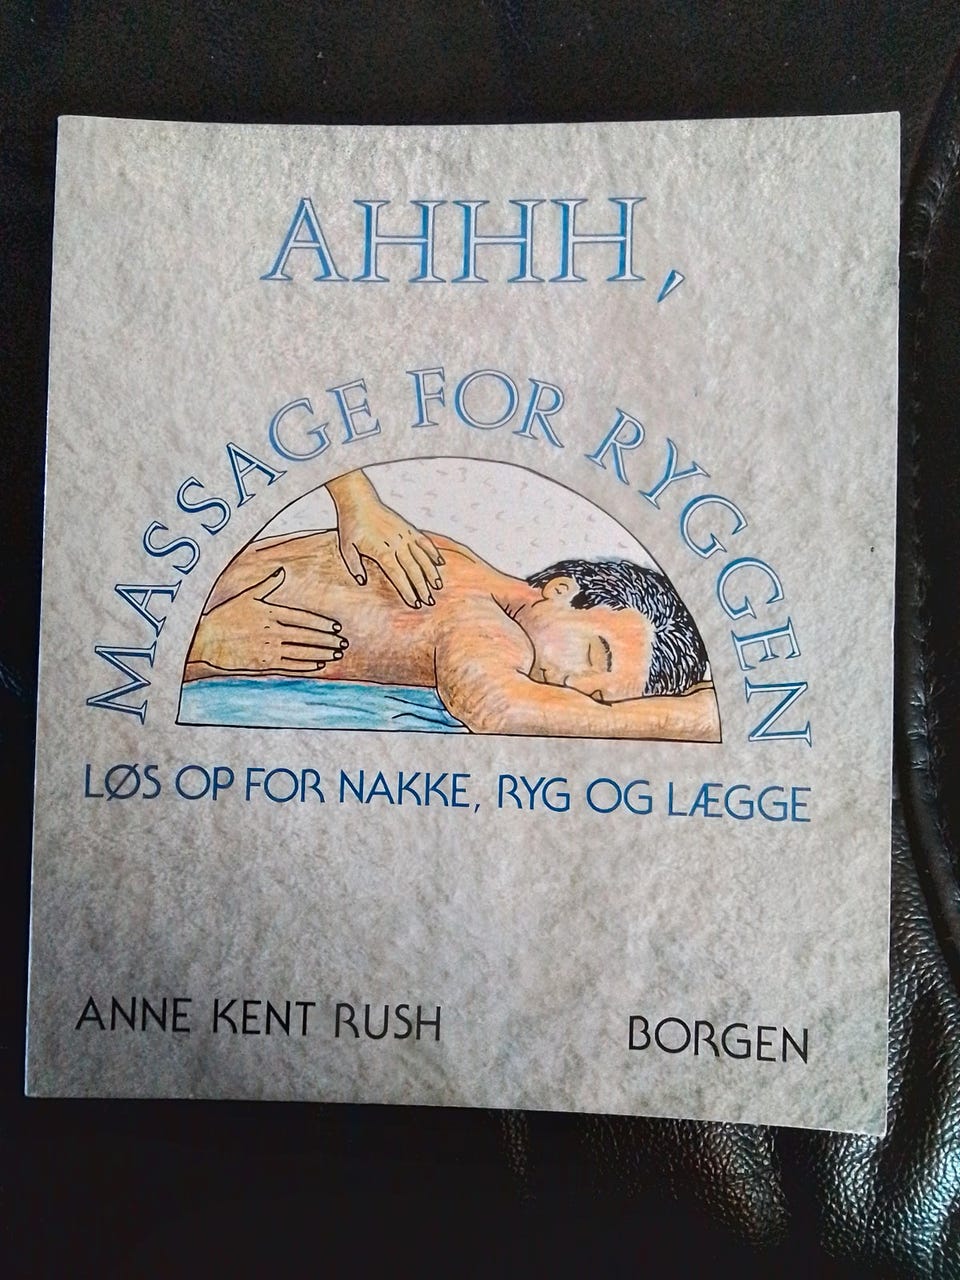 AHHH,
MASSAGE FOR RYGGEN
LØS OP FOR NAKKE, RYG OG LÆGGE
ANNE KENT RUSH
BORGEN